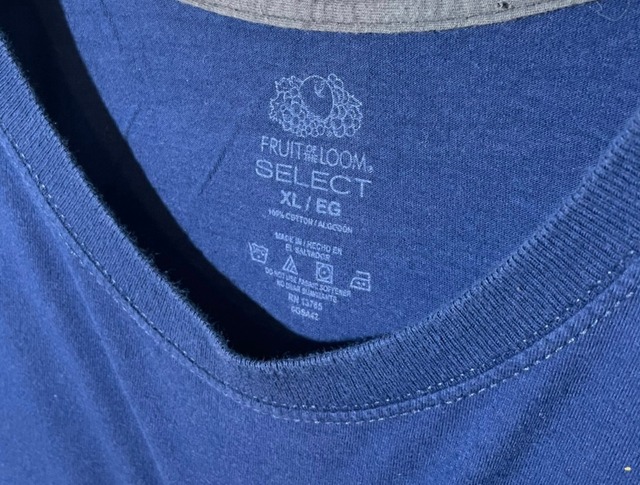 FRUIT OF THE LOOM®
SELECT
XL / EG
100% COTTON / ALGODÓN
MADE IN / HECHO EN
EL SALVADOR
DO NOT USE FABRIC SOFTENER
NO USAR SUAVISANTES
RN 13765